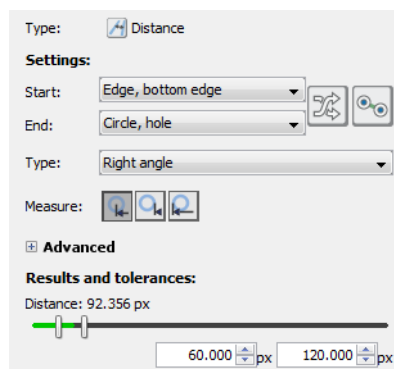 Type: Distance
Settings:
Start: Edge, bottom edge
End: Circle, hole
Type: Right angle
Measure:
Advanced
Results and tolerances:
Distance: 92.356 px
60.000 px 120.000 px